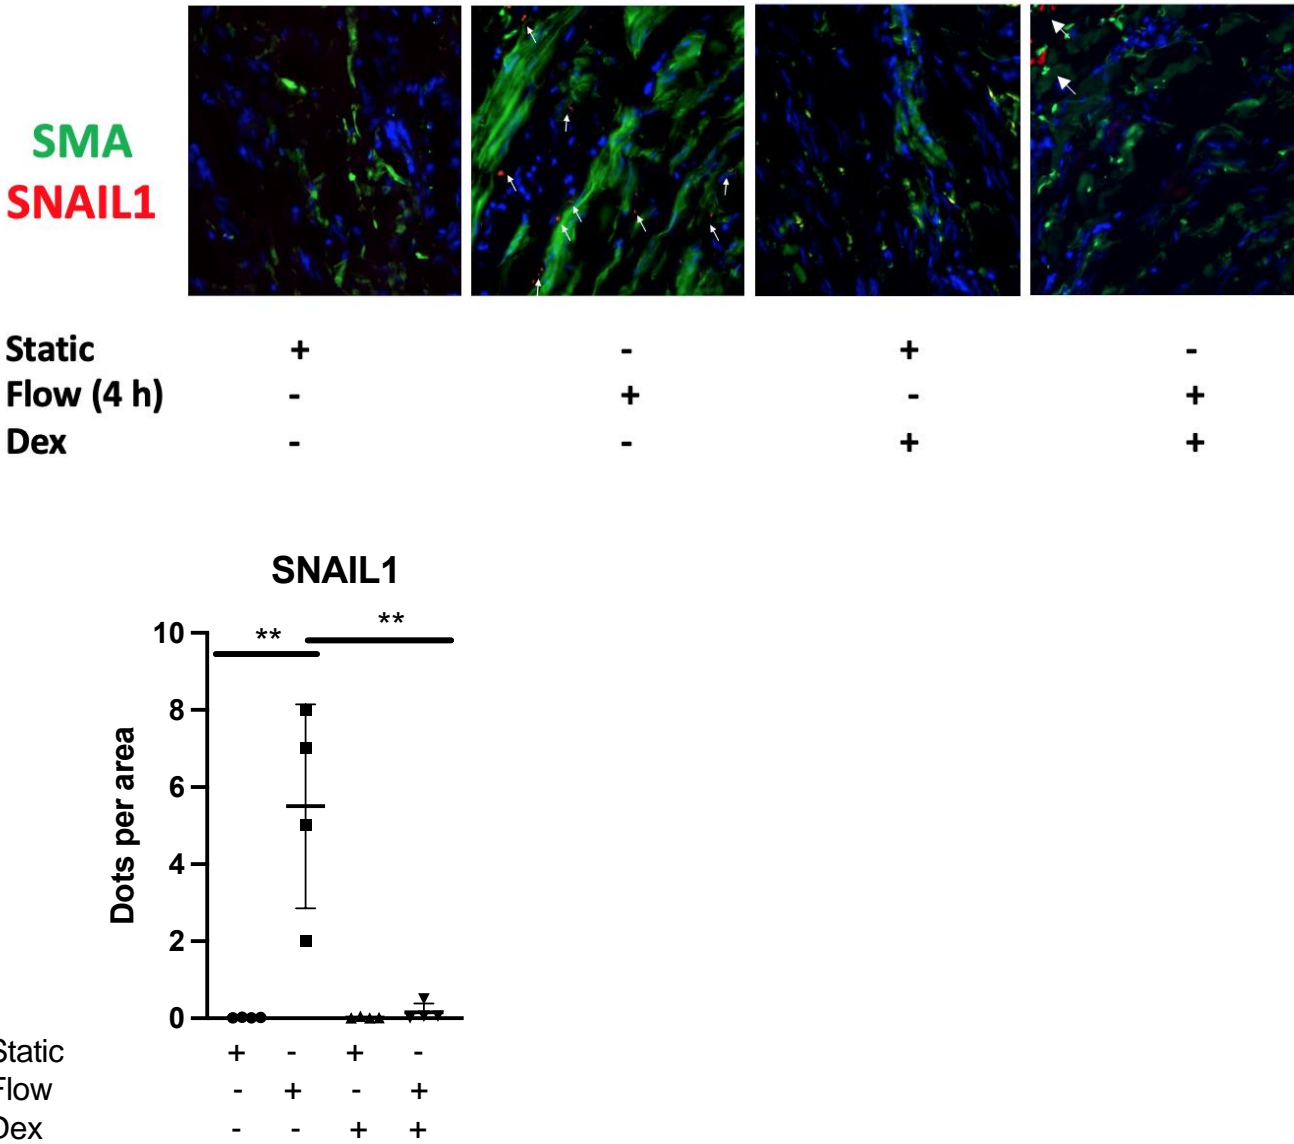 SMA
SNAIL1
Static + - + -
Flow (4 h) - + - +
Dex - - + +
SNAIL1
** **
10
8
6
4
2
0
Dots per area
Static + - + -
Flow - + - +
Dex - - + +